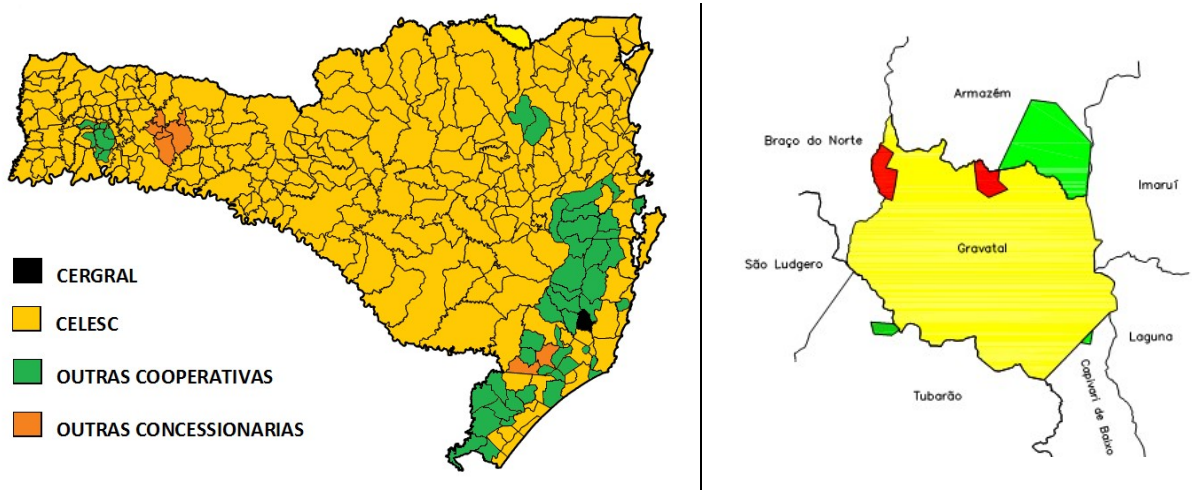 CERGRAL
CELESC
OUTRAS COOPERATIVAS
OUTRAS CONCESSIONARIAS
Armazém
Braço do Norte
Imaruí
Gravatal
São Ludgero
Laguna
Tubarão
Capivari de Baixo